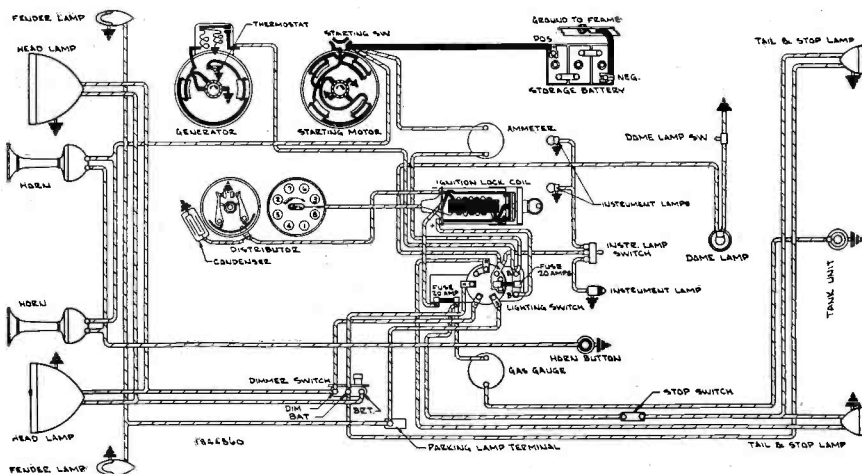 FENDER LAMP
HEAD LAMP
THERMOSTAT
GENERATOR
STARTING SW
STARTING MOTOR
GROUND TO FRAME
POS
NEG.
STORAGE BATTERY
TAIL & STOP LAMP
AMMETER
DOME LAMP SW
HORN
IGNITION LOCK COIL
INSTRUMENT LAMPS
DISTRIBUTOR
CONDENSER
INSTR. LAMP
SWITCH
DOME LAMP
TANK UNIT
FUSE
20 AMPS
FUSE
20 AMP
LIGHTING SWITCH
INSTRUMENT LAMP
HORN
HORN BUTTON
GAS GAUGE
DIMMER SWITCH
DIM
BAT
BRT.
STOP SWITCH
HEAD LAMP
1846860
PARKING LAMP TERMINAL
TAIL & STOP LAMP
FENDER LAMP